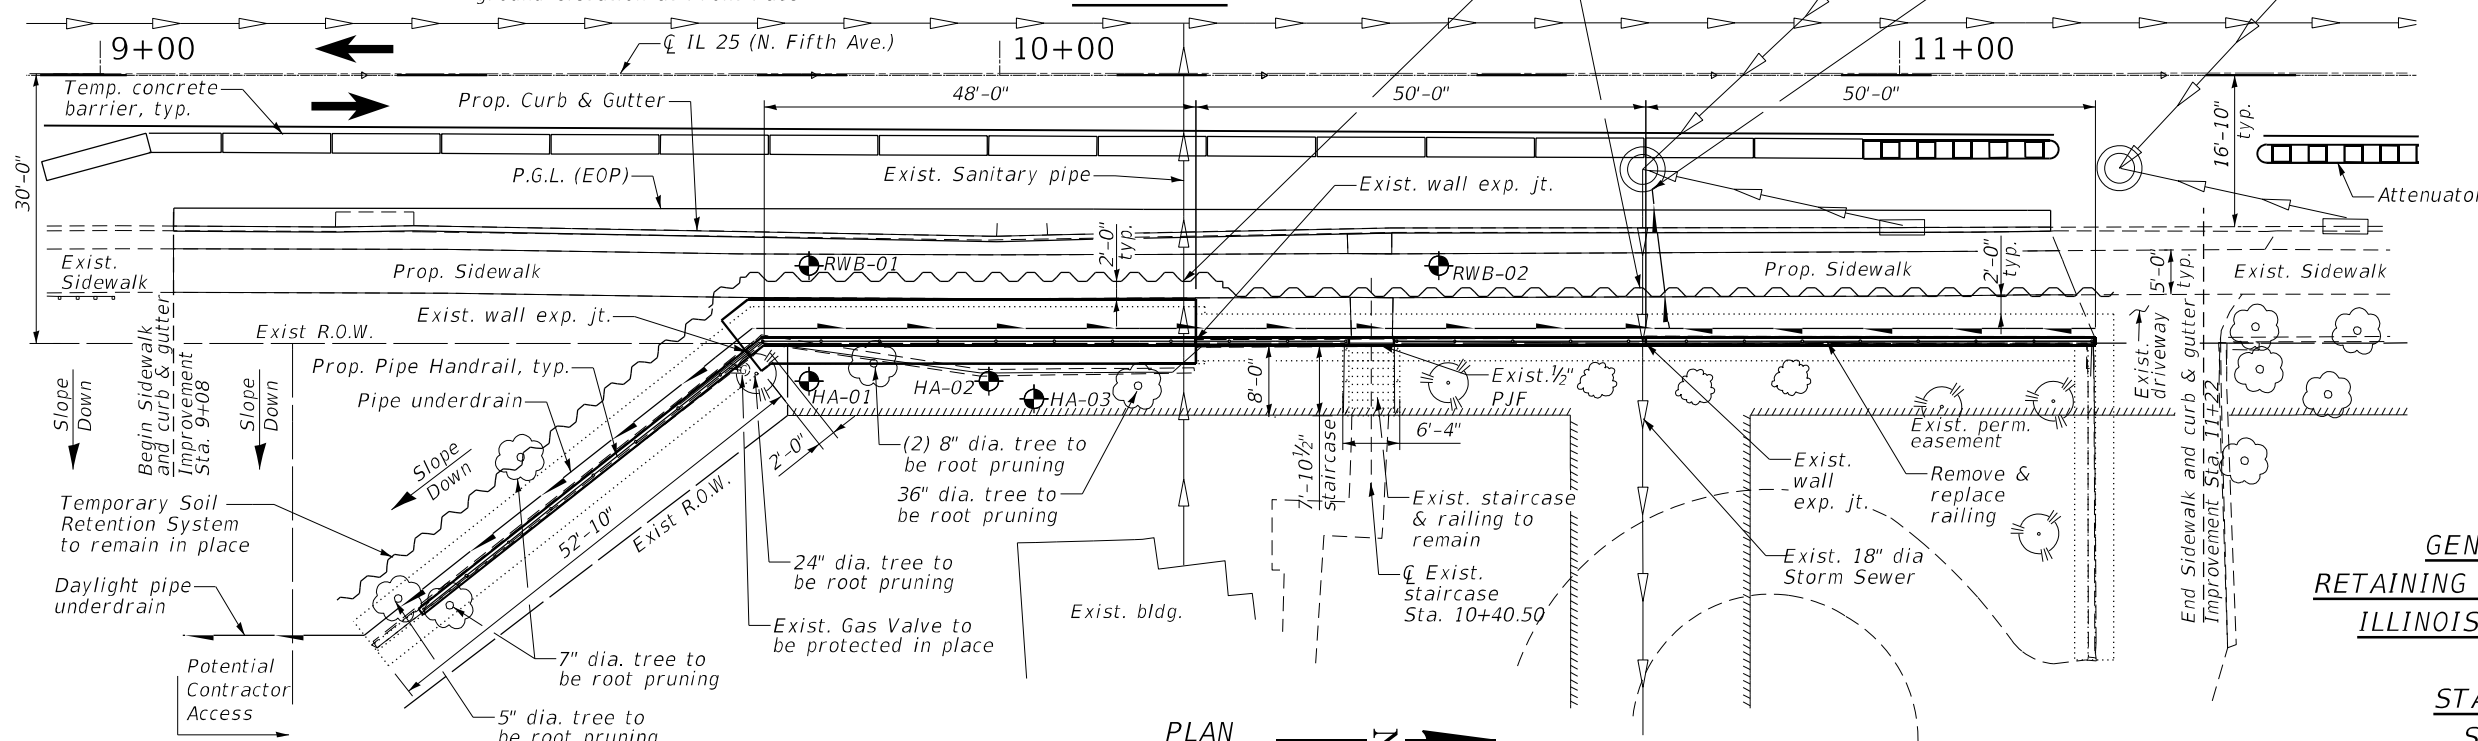 9+00
℄ IL 25 (N. Fifth Ave.)
10+00
11+00
Temp. concrete
barrier, typ.
Prop. Curb & Gutter
48'-0"
50'-0"
50'-0"
16'-10"
typ.
30'-0"
P.G.L. (EOP)
Exist. Sanitary pipe
Exist. wall exp. jt.
Attenuator
Exist.
Sidewalk
Prop. Sidewalk
RWB-01
2'-0"
typ.
RWB-02
Prop. Sidewalk
2'-0"
typ.
5'-0"
typ.
Exist. Sidewalk
Exist. wall exp. jt.
Exist R.O.W.
Begin Sidewalk
and curb & gutter
Improvement
Sta. 9+08
Slope
Down
Slope
Down
Prop. Pipe Handrail, typ.
Pipe underdrain
HA-01
HA-02
HA-03
8'-0"
Exist.½"
PJF
Exist.
driveway
End Sidewalk and curb & gutter
Improvement Sta. 11+22
Exist. perm.
easement
Slope
Down
2'-0"
(2) 8" dia. tree to
be root pruning
36" dia. tree to
be root pruning
7'-10½"
staircase
6'-4"
Exist. staircase
& railing to
remain
Exist.
wall
exp. jt.
Remove &
replace
railing
Temporary Soil
Retention System
to remain in place
52'-10"
Exist R.O.W.
24" dia. tree to
be root pruning
℄ Exist.
staircase
Sta. 10+40.50
Exist. 18" dia
Storm Sewer
Daylight pipe
underdrain
Exist. bldg.
Exist. Gas Valve to
be protected in place
7" dia. tree to
be root pruning
Potential
Contractor
Access
5" dia. tree to
be root pruning
PLAN
N
GEN
RETAINING
ILLINOIS
STA